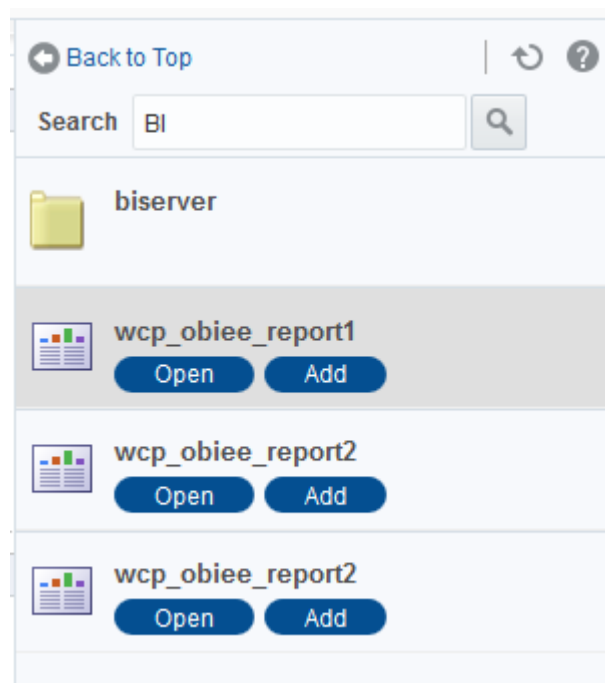 Back to Top
Search BI
biserver
wcp_obiee_report1
Open Add
wcp_obiee_report2
Open Add
wcp_obiee_report2
Open Add